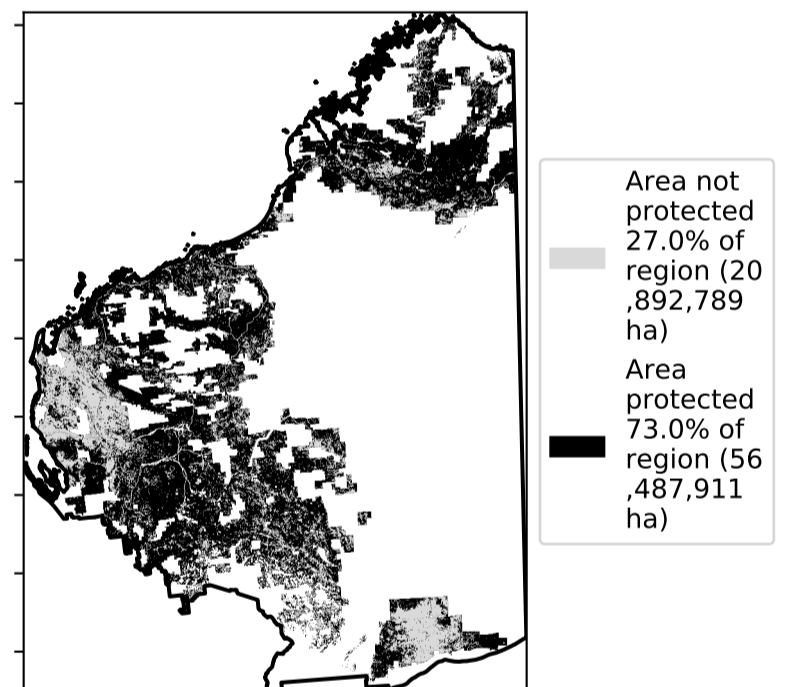 Area not
protected
27.0% of
region (20
,892,789
ha)
Area
protected
73.0% of
region (56
,487,911
ha)